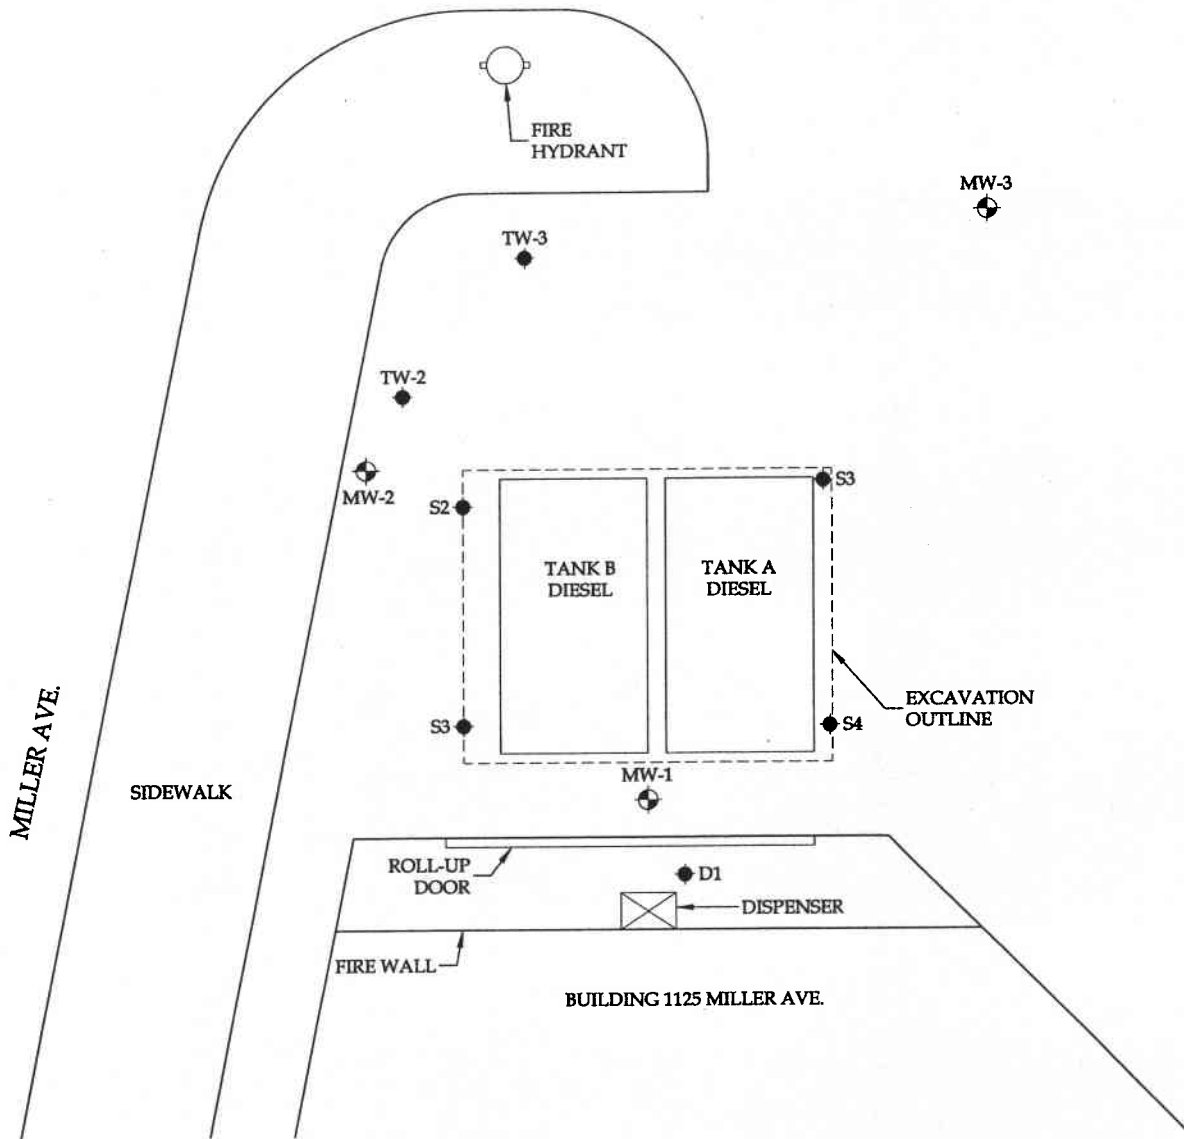 FIRE
HYDRANT
MW-3
TW-3
TW-2
MW-2
S2
S3
TANK B
DIESEL
TANK A
DIESEL
EXCAVATION
OUTLINE
S3
S4
MILLER AVE.
SIDEWALK
MW-1
ROLL-UP
DOOR
D1
DISPENSER
FIRE WALL
BUILDING 1125 MILLER AVE.